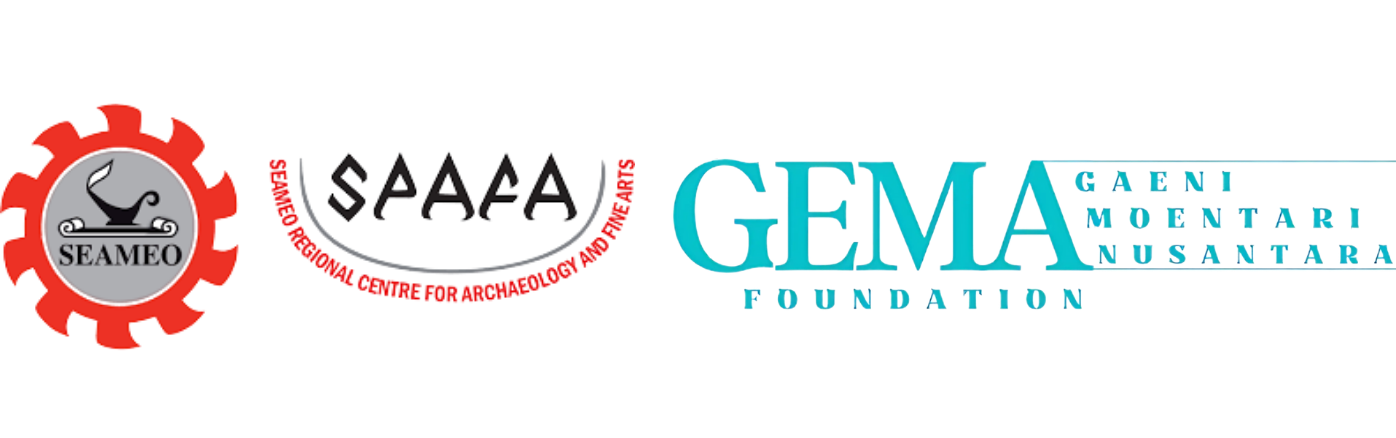 SEAMEO
SPAFA
SEAMEO REGIONAL CENTRE FOR ARCHAEOLOGY AND FINE ARTS
GEMA
GAENI
MOENTARI
NUSANTARA
FOUNDATION